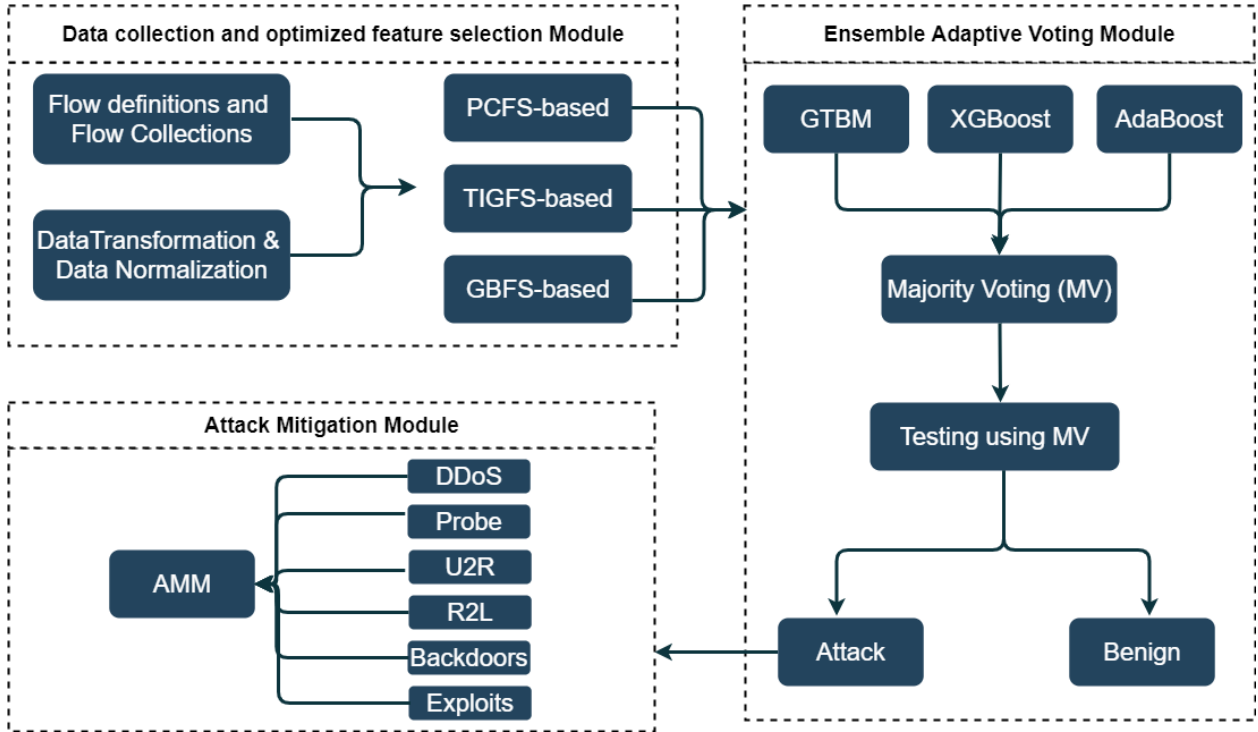 Data collection and optimized feature selection Module
Flow definitions and
Flow Collections
DataTransformation &
Data Normalization
PCFS-based
TIGFS-based
GBFS-based
Ensemble Adaptive Voting Module
GTBM
XGBoost
AdaBoost
Majority Voting (MV)
Testing using MV
Attack
Benign
Attack Mitigation Module
AMM
DDoS
Probe
U2R
R2L
Backdoors
Exploits